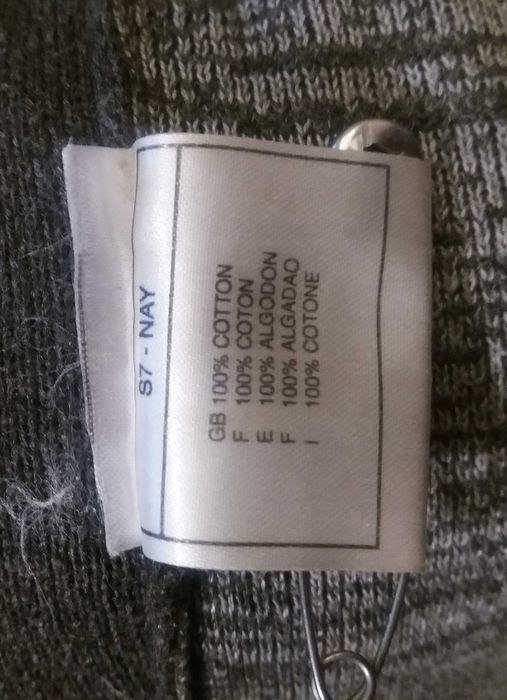 S7 - NAY
GB 100% COTTON
F 100% COTON
E 100% ALGODON
F 100% ALGADAO
I 100% COTONE